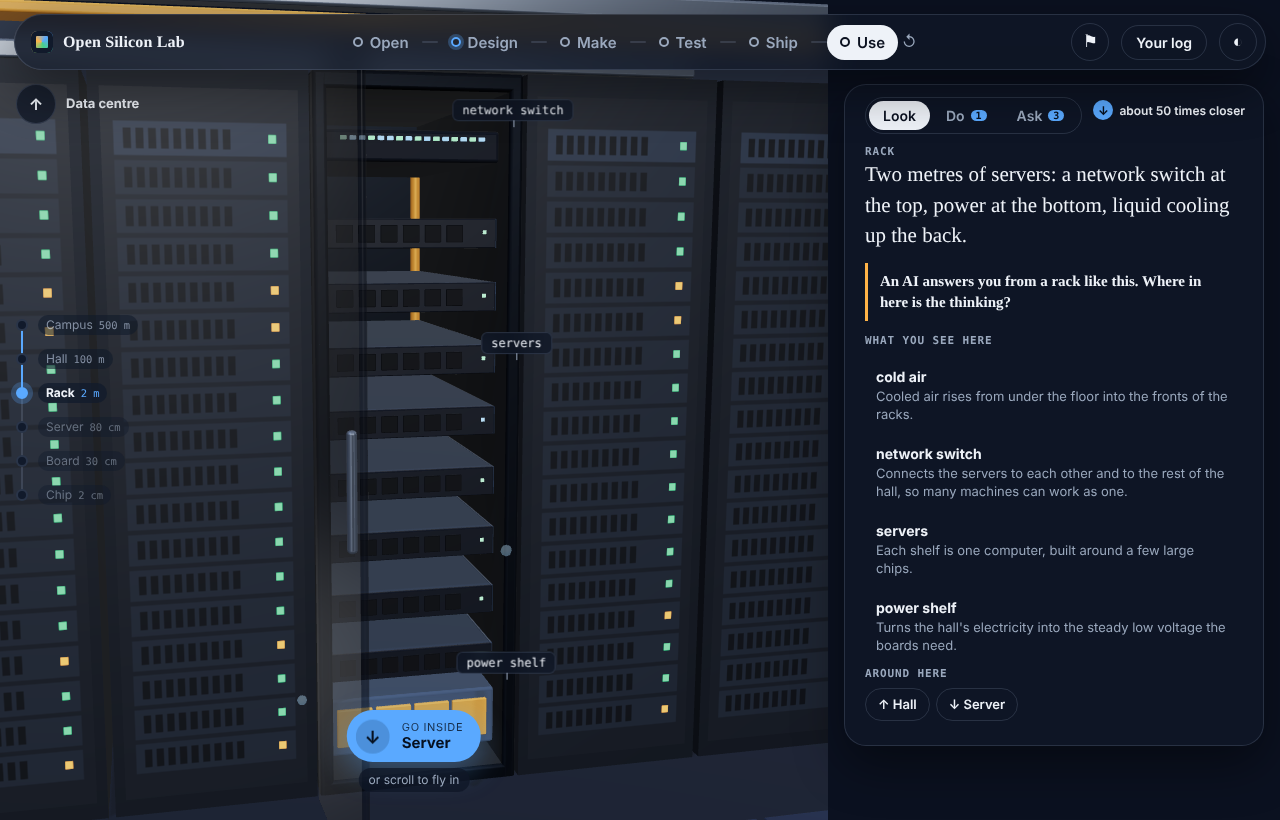 Open Silicon Lab
Open
Design
Make
Test
Ship
Use
Your log
Data centre
network switch
servers
power shelf
Campus 500 m
Hall 100 m
Rack 2 m
Server 80 cm
Board 30 cm
Chip 2 cm
GO INSIDE
Server
or scroll to fly in
Look
Do 1
Ask 3
about 50 times closer
RACK
Two metres of servers: a network switch at
the top, power at the bottom, liquid cooling
up the back.
An AI answers you from a rack like this. Where in
here is the thinking?
WHAT YOU SEE HERE
cold air
Cooled air rises from under the floor into the fronts of the
racks.
network switch
Connects the servers to each other and to the rest of the
hall, so many machines can work as one.
servers
Each shelf is one computer, built around a few large
chips.
power shelf
Turns the hall's electricity into the steady low voltage the
boards need.
AROUND HERE
↑ Hall
↓ Server